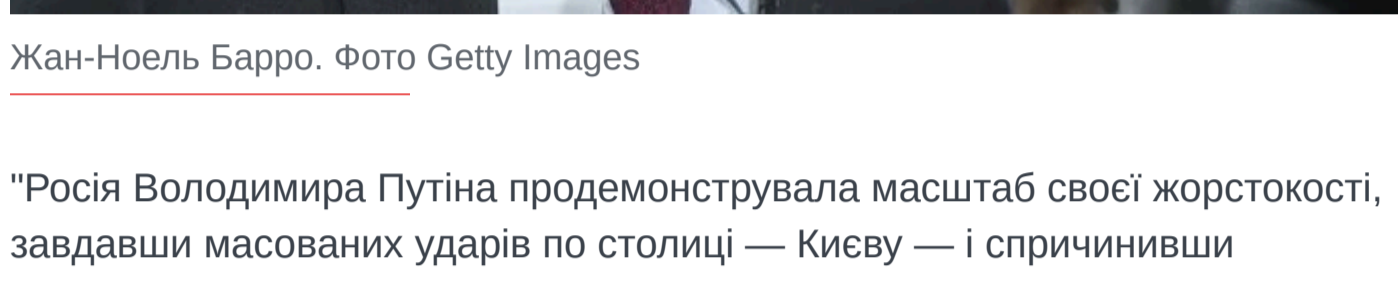 Жан-Ноель Барро. Фото Getty Images
"Росія Володимира Путіна продемонструвала масштаб своєї жорстокості,
завдавши масованих ударів по столиці — Києву — і спричинивши